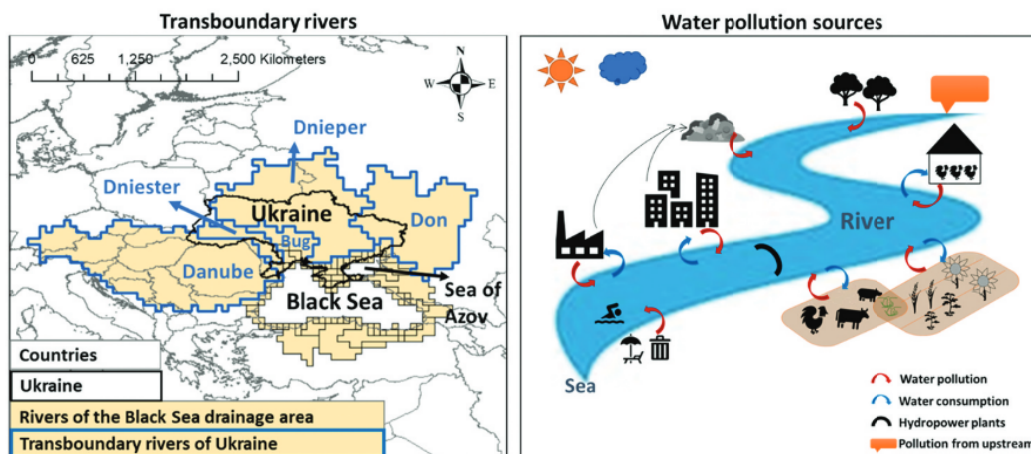 Transboundary rivers
0 625 1,250 2,500 Kilometers
N
W E
S
Dnieper
Dniester
Ukraine
Don
Bug
Danube
Black Sea
Sea of
Azov
Countries
Ukraine
Rivers of the Black Sea drainage area
Transboundary rivers of Ukraine
Water pollution sources
River
Sea
Water pollution
Water consumption
Hydropower plants
Pollution from upstream